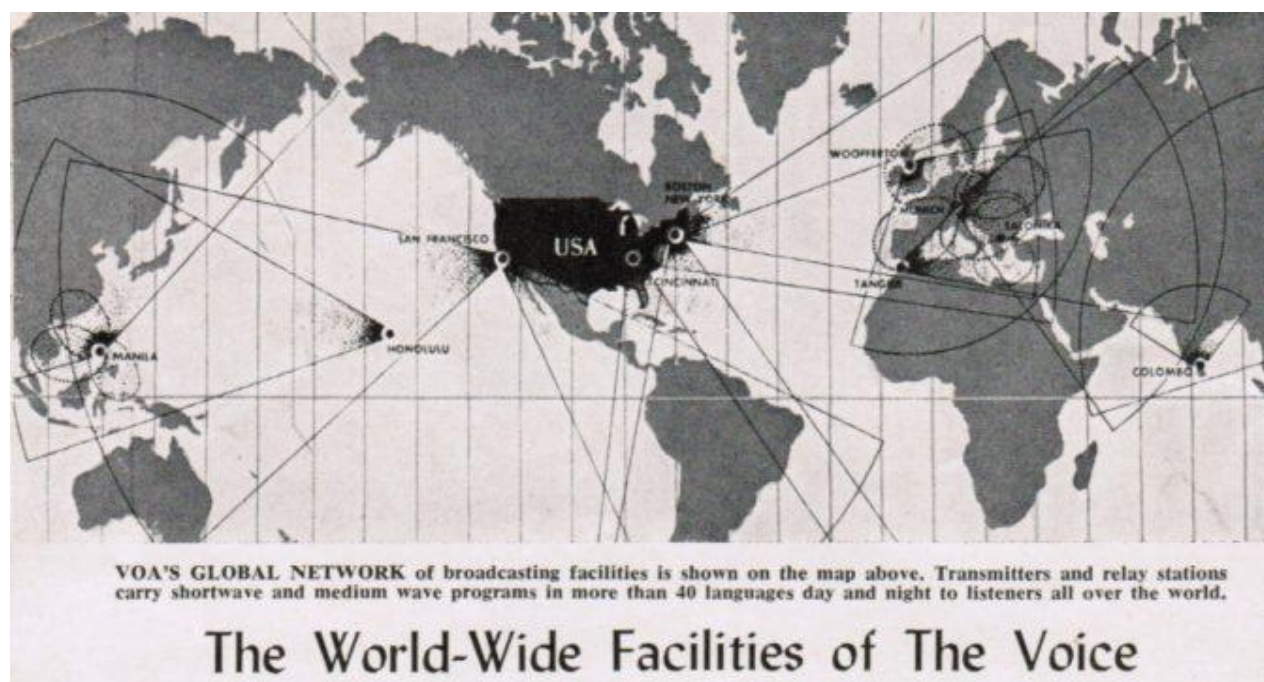 WOOFFERTON
BOSTON
NEW YORK
MUNICH
SALONIKA
SAN FRANCISCO
USA
CINCINNATI
TANGIER
MANILA
HONOLULU
COLOMBO
VOA'S GLOBAL NETWORK of broadcasting facilities is shown on the map above. Transmitters and relay stations
carry shortwave and medium wave programs in more than 40 languages day and night to listeners all over the world.
The World-Wide Facilities of The Voice